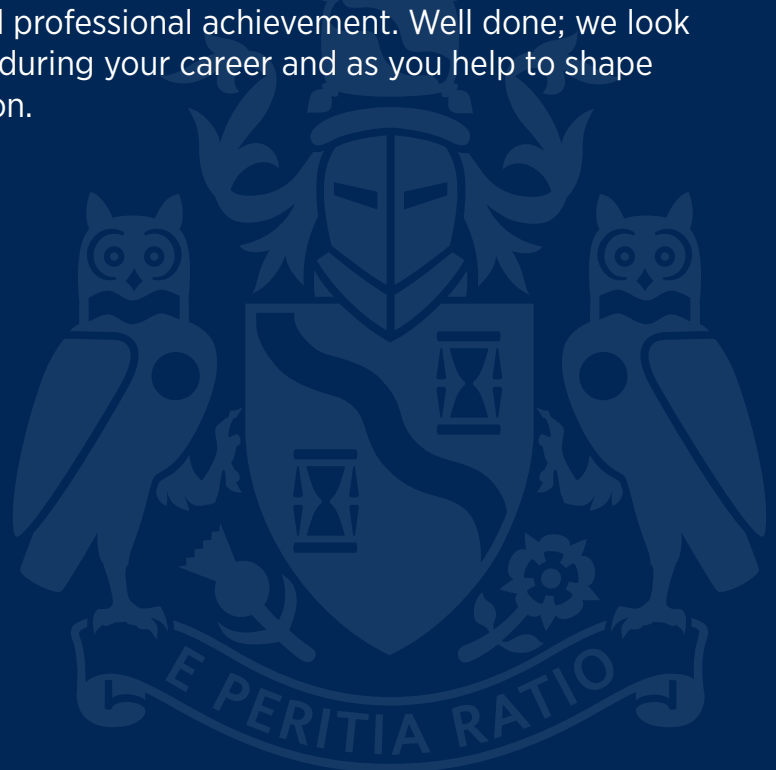 professional achievement. Well done; we look
during your career and as you help to shape
on.
E PERITIA RATIO